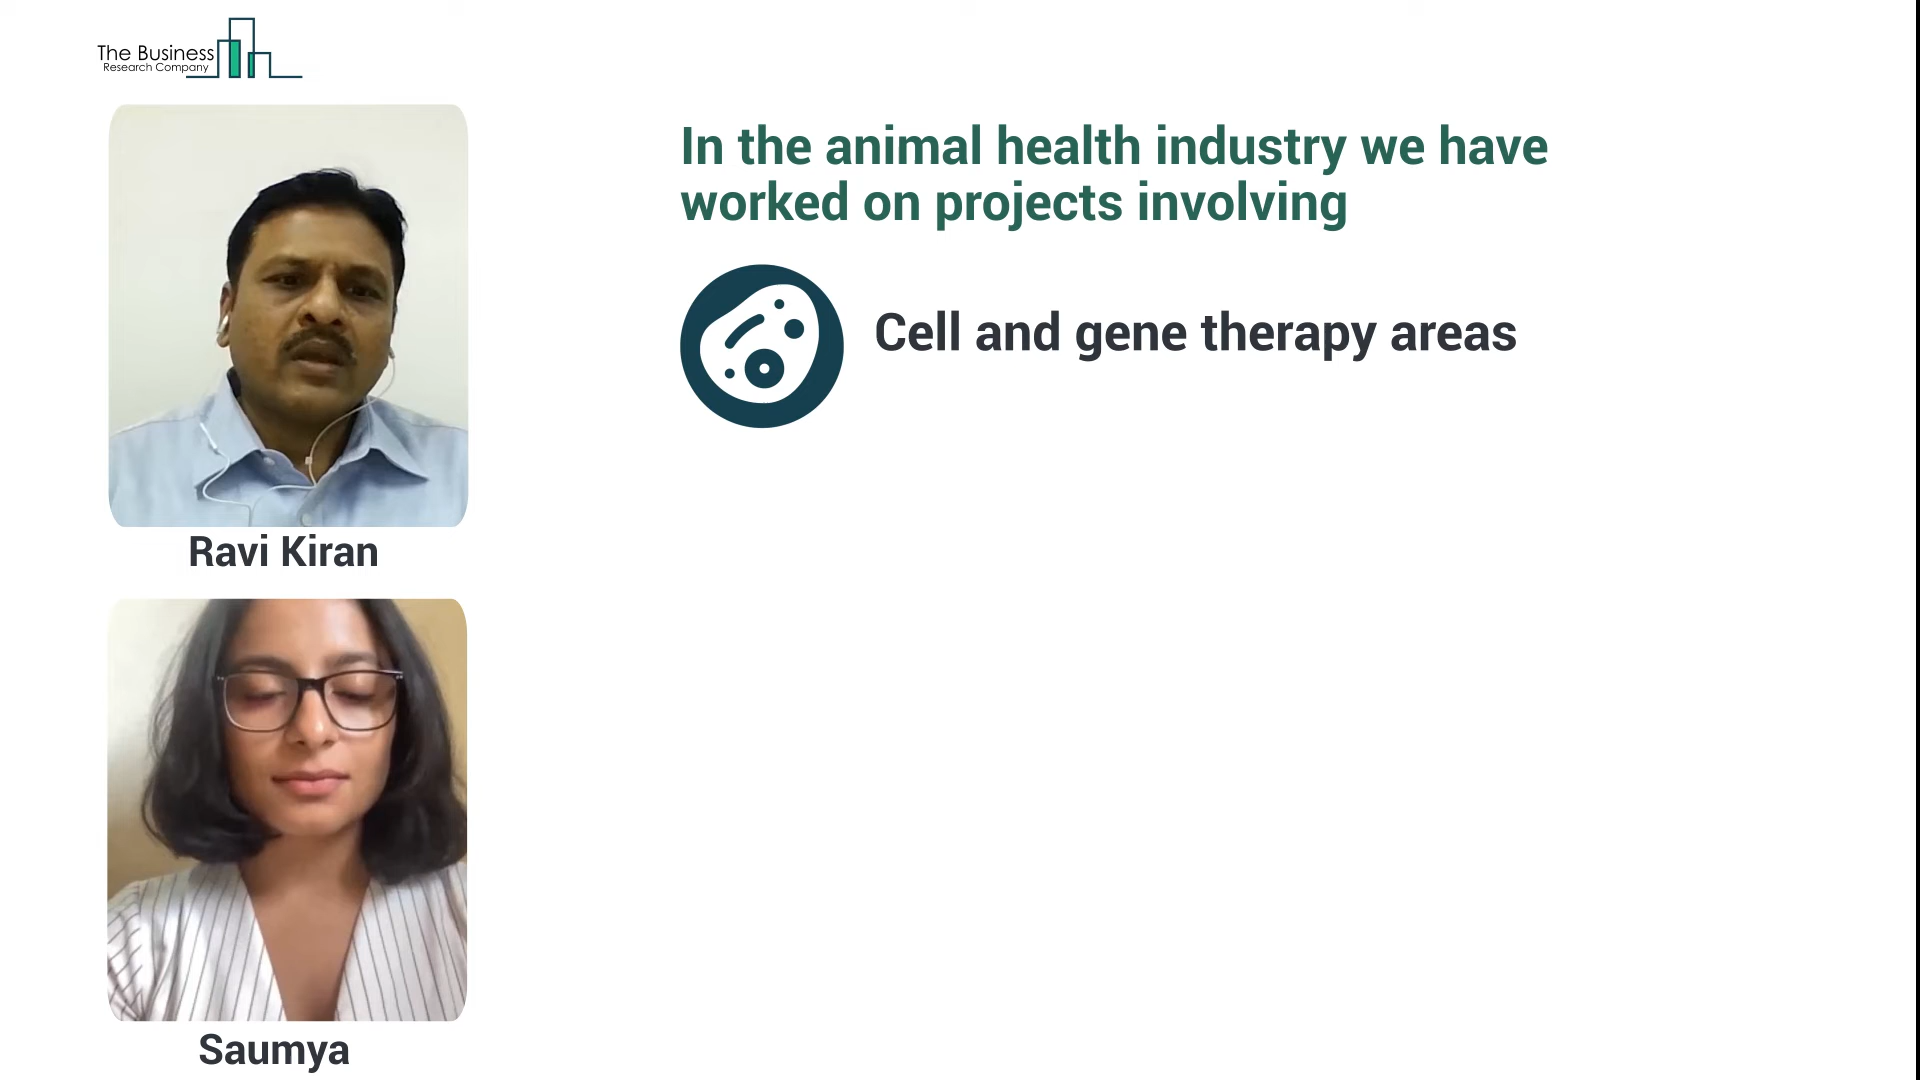 The Business
Research Company
In the animal health industry we have
worked on projects involving
Cell and gene therapy areas
Ravi Kiran
Saumya